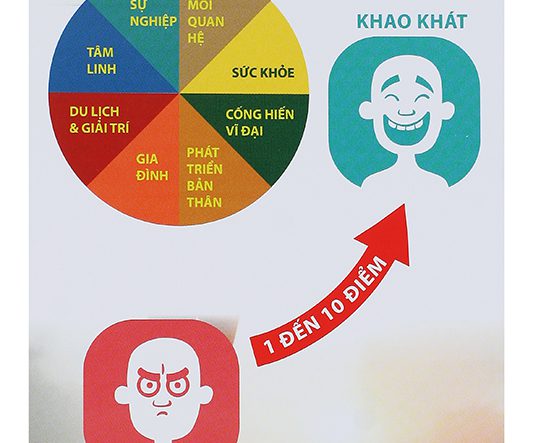 SỰ
NGHIỆP
MỐI
QUAN
HỆ
KHAO KHÁT
TÂM
LINH
SỨC KHỎE
DU LỊCH
& GIẢI TRÍ
CỐNG HIẾN
VĨ ĐẠI
GIA
ĐÌNH
PHÁT
TRIỂN
BẢN
THÂN
1 ĐẾN 10 ĐIỂM